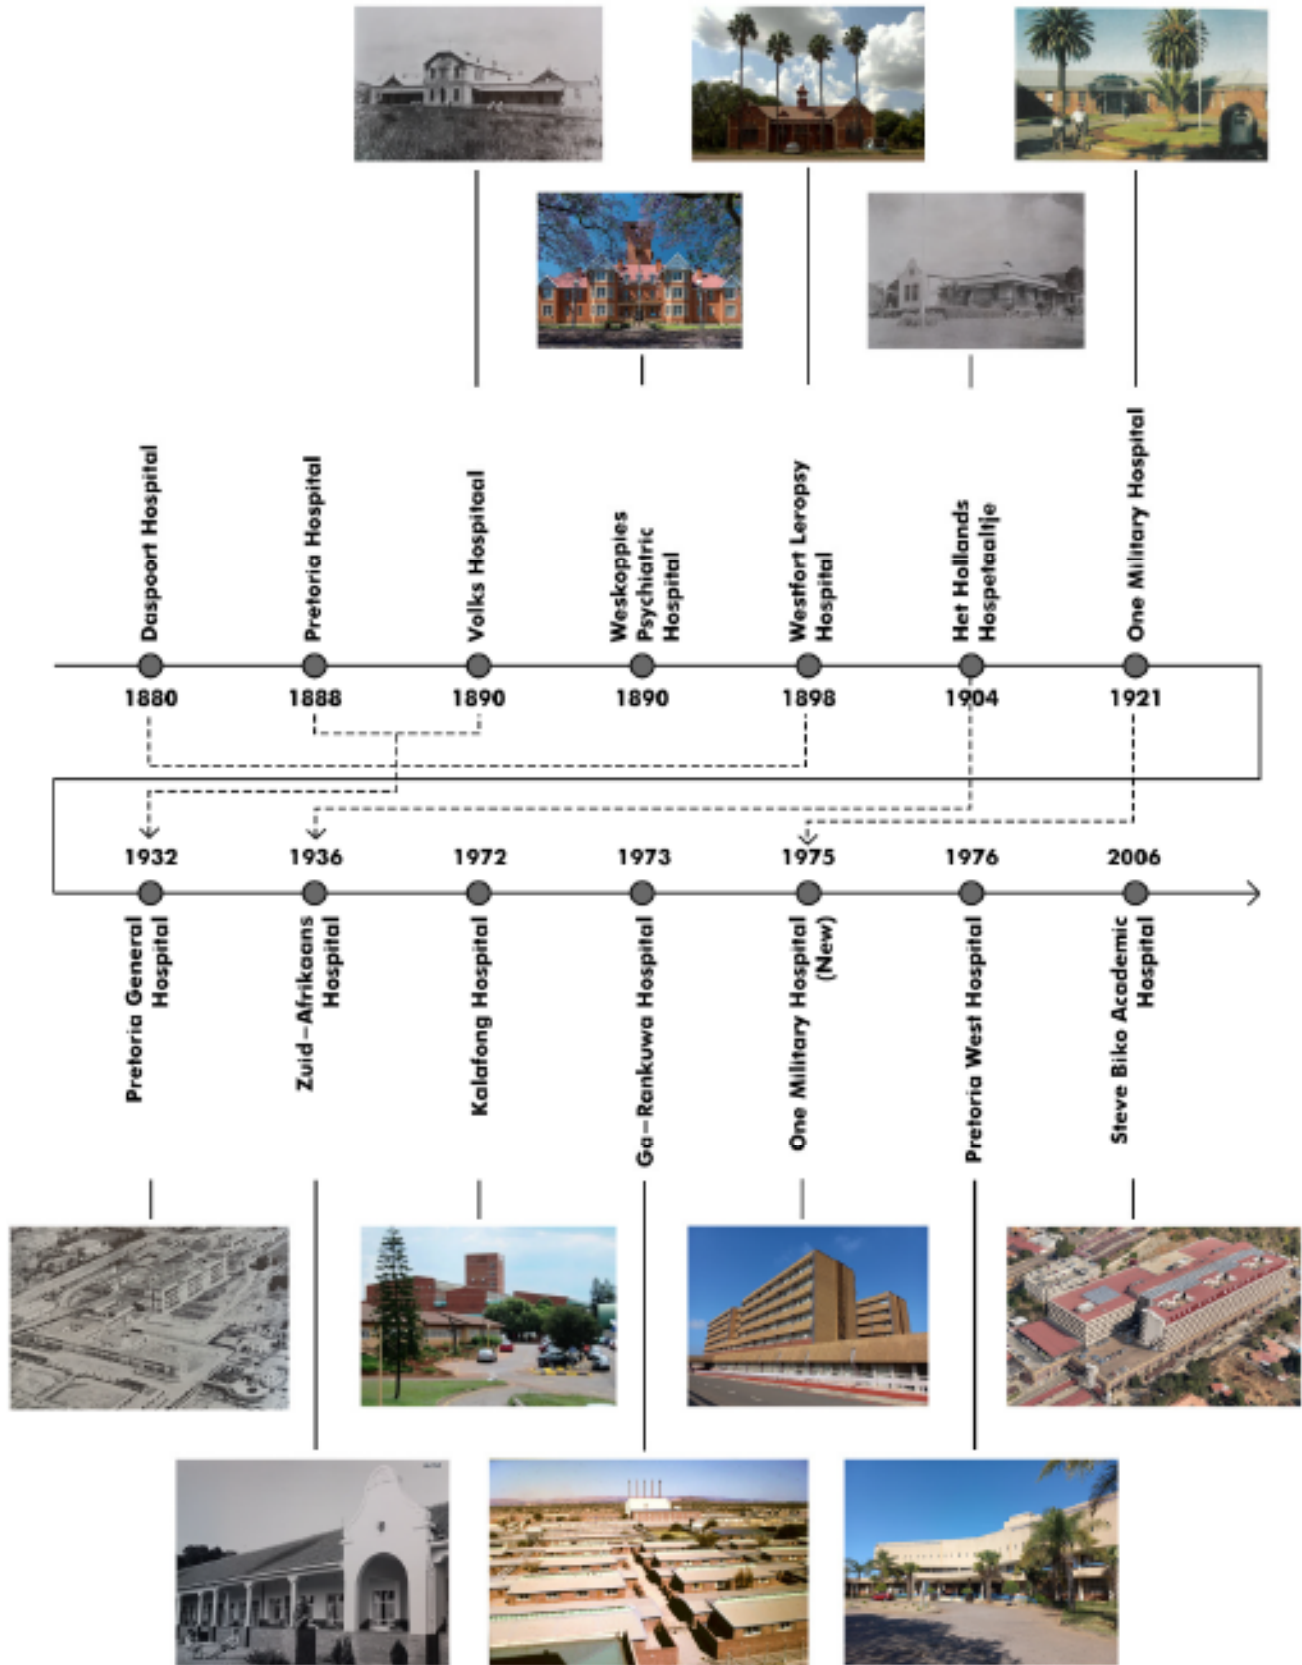 Daspoort Hospital
Pretoria Hospital
Volks Hospitaal
Weskoppies
Psychiatric
Hospital
Westfort Leropsy
Hospital
Het Hollands
Hospetaaltje
One Military Hospital
1880
1888
1890
1890
1898
1904
1921
1932
1936
1972
1973
1975
1976
2006
Pretoria General
Hospital
Zuid-Afrikaans
Hospital
Kalafong Hospital
Ga-Rankuwa Hospital
One Military Hospital
(New)
Pretoria West Hospital
Steve Biko Academic
Hospital